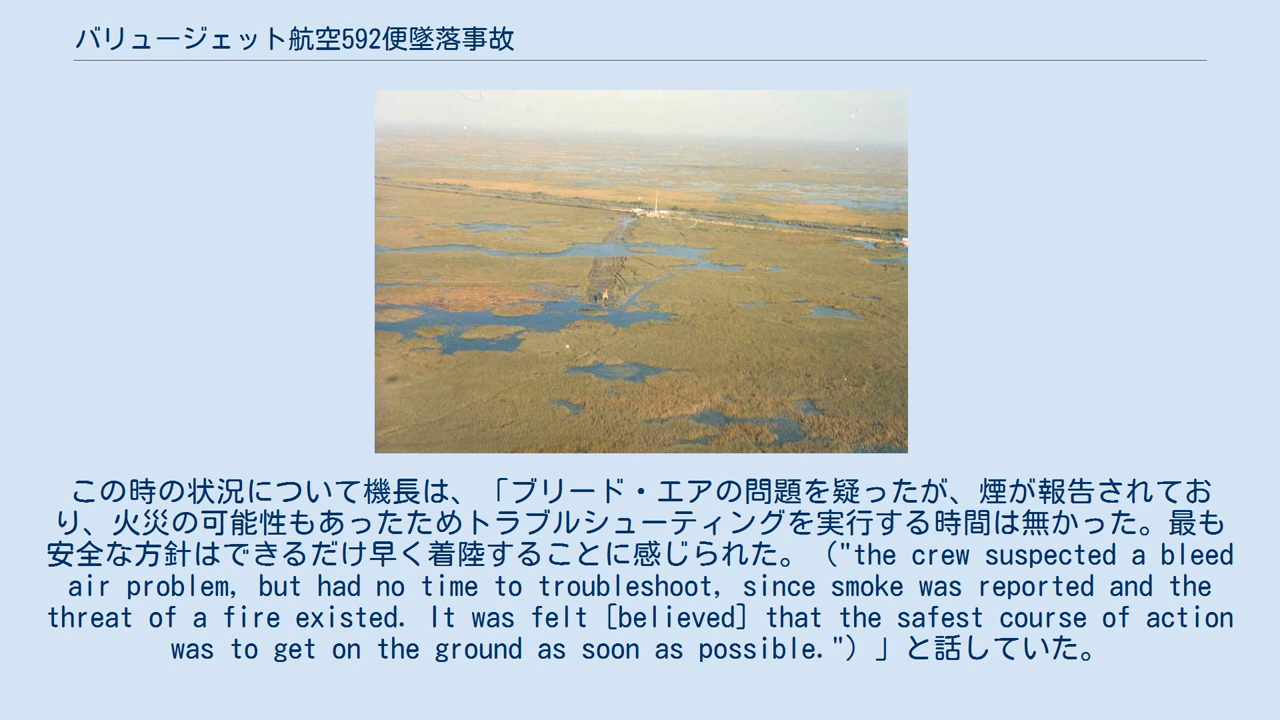 バリュージェット航空592便墜落事故
この時の状況について機長は、「ブリード・エアの問題を疑ったが、煙が報告されてお
り、火災の可能性もあったためトラブルシューティングを実行する時間は無かった。最も
安全な方針はできるだけ早く着陸することに感じられた。（"the crew suspected a bleed
air problem, but had no time to troubleshoot, since smoke was reported and the
threat of a fire existed. It was felt [believed] that the safest course of action
was to get on the ground as soon as possible."）」と話していた。